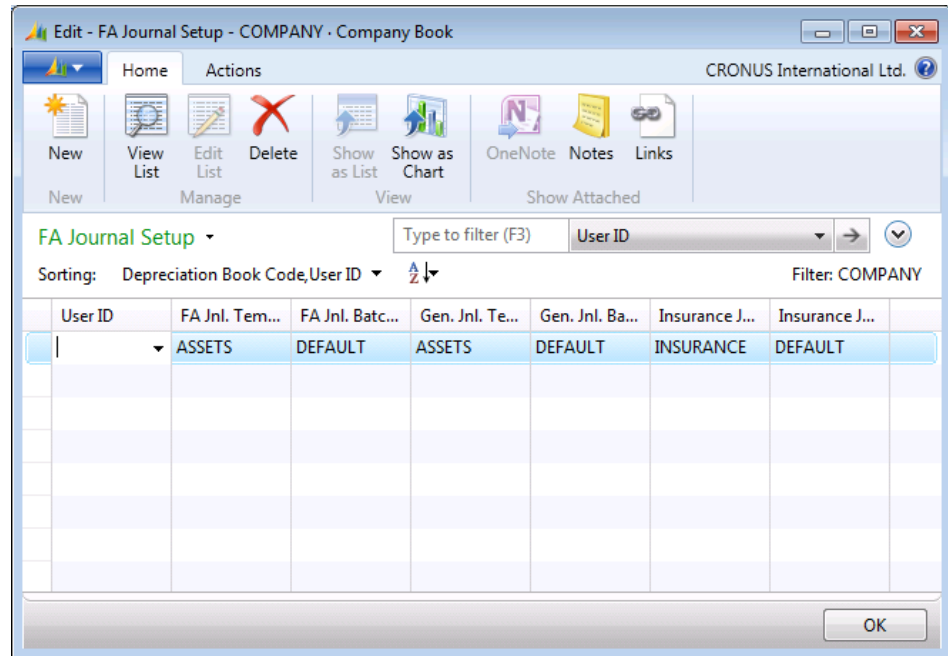 Edit - FA Journal Setup - COMPANY · Company Book
Home Actions CRONUS International Ltd.
New View List Edit List Delete Show as List Show as Chart OneNote Notes Links
New Manage View Show Attached
FA Journal Setup Type to filter (F3) User ID
Sorting: Depreciation Book Code,User ID A Z Filter: COMPANY
User ID FA Jnl. Tem... FA Jnl. Batc... Gen. Jnl. Te... Gen. Jnl. Ba... Insurance J... Insurance J...
ASSETS DEFAULT ASSETS DEFAULT INSURANCE DEFAULT
OK